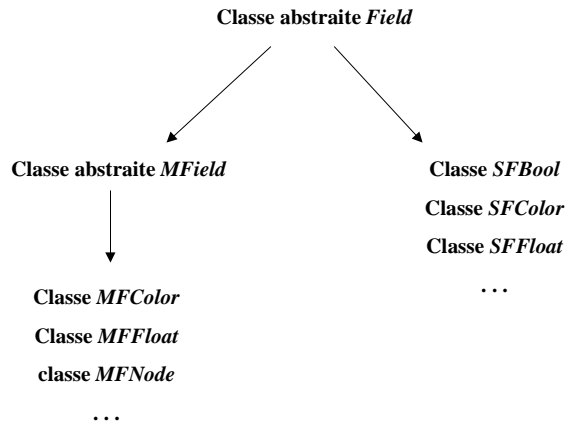 Classe abstraite Field
Classe abstraite MField
Classe SFBool
Classe SFColor
Classe SFFloat
...
Classe MFColor
Classe MFFloat
classe MFNode
...